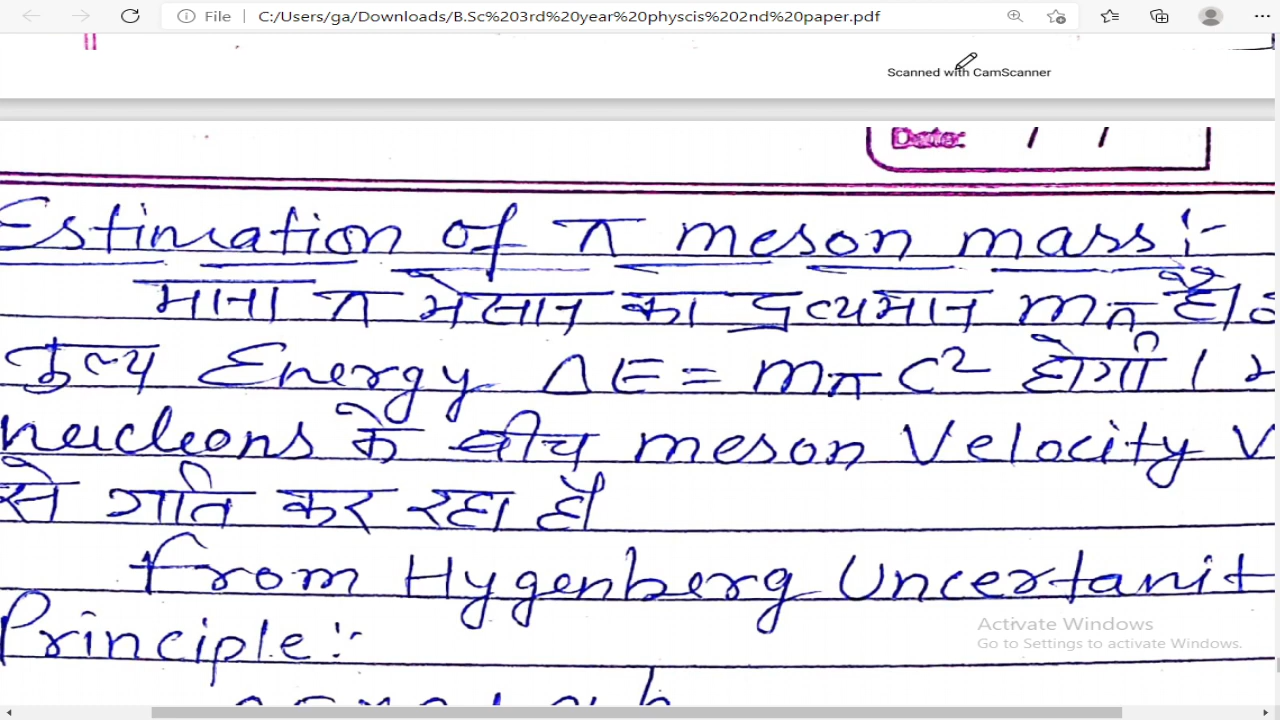 File
C:/Users/ga/Downloads/B.Sc%203rd%20year%20physcis%202nd%20paper.pdf
Scanned with CamScanner
Date:
Estimation of π meson mass :-
माना π मेसान का द्रव्यमान mπ है।
तुल्य Energy ΔE = mπ c² होगी।
nucleons के बीच meson Velocity V
से गति कर रहा है
from Hygenberg Uncertanit
Principle :-
Activate Windows
Go to Settings to activate Windows.